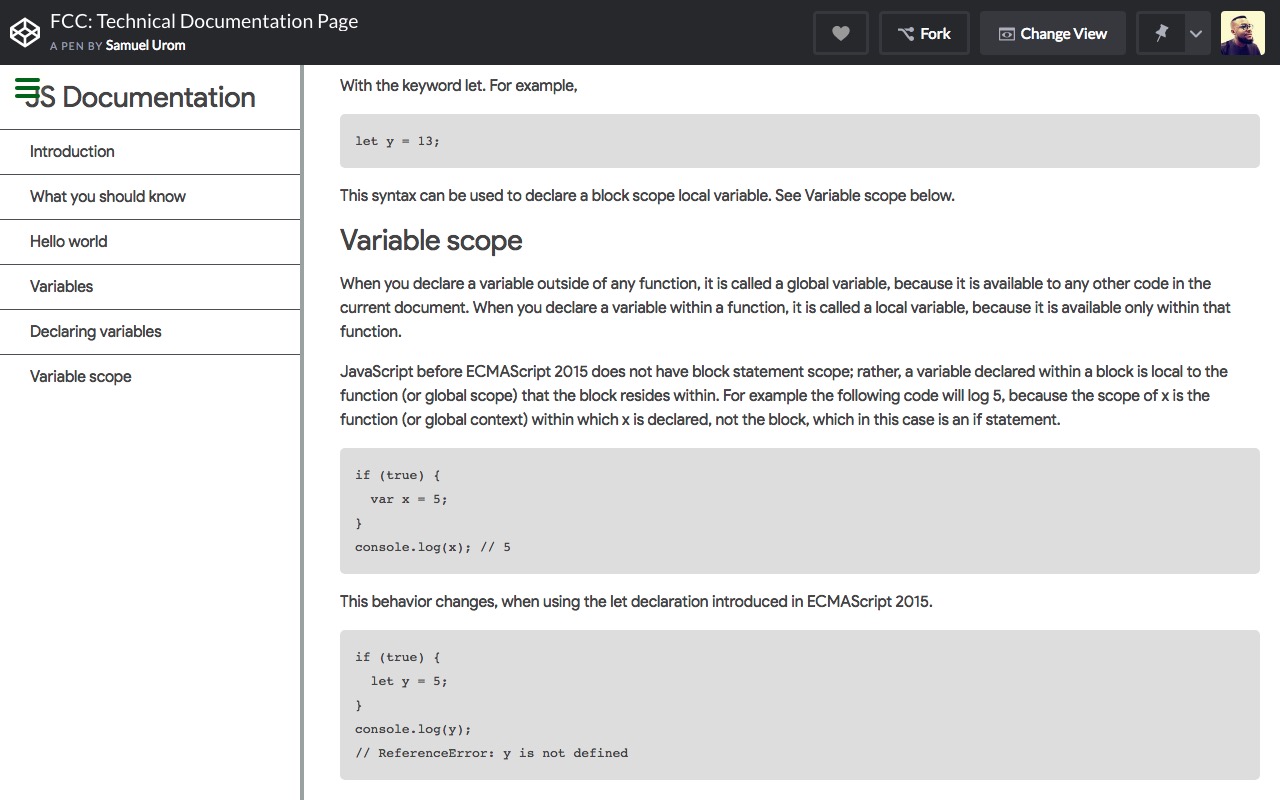 FCC: Technical Documentation Page
A PEN BY Samuel Urom
Fork
Change View
JS Documentation
Introduction
What you should know
Hello world
Variables
Declaring variables
Variable scope
With the keyword let. For example,
let y = 13;
This syntax can be used to declare a block scope local variable. See Variable scope below.
Variable scope
When you declare a variable outside of any function, it is called a global variable, because it is available to any other code in the
current document. When you declare a variable within a function, it is called a local variable, because it is available only within that
function.
JavaScript before ECMAScript 2015 does not have block statement scope; rather, a variable declared within a block is local to the
function (or global scope) that the block resides within. For example the following code will log 5, because the scope of x is the
function (or global context) within which x is declared, not the block, which in this case is an if statement.
if (true) {
  var x = 5;
}
console.log(x); // 5
This behavior changes, when using the let declaration introduced in ECMAScript 2015.
if (true) {
  let y = 5;
}
console.log(y);
// ReferenceError: y is not defined